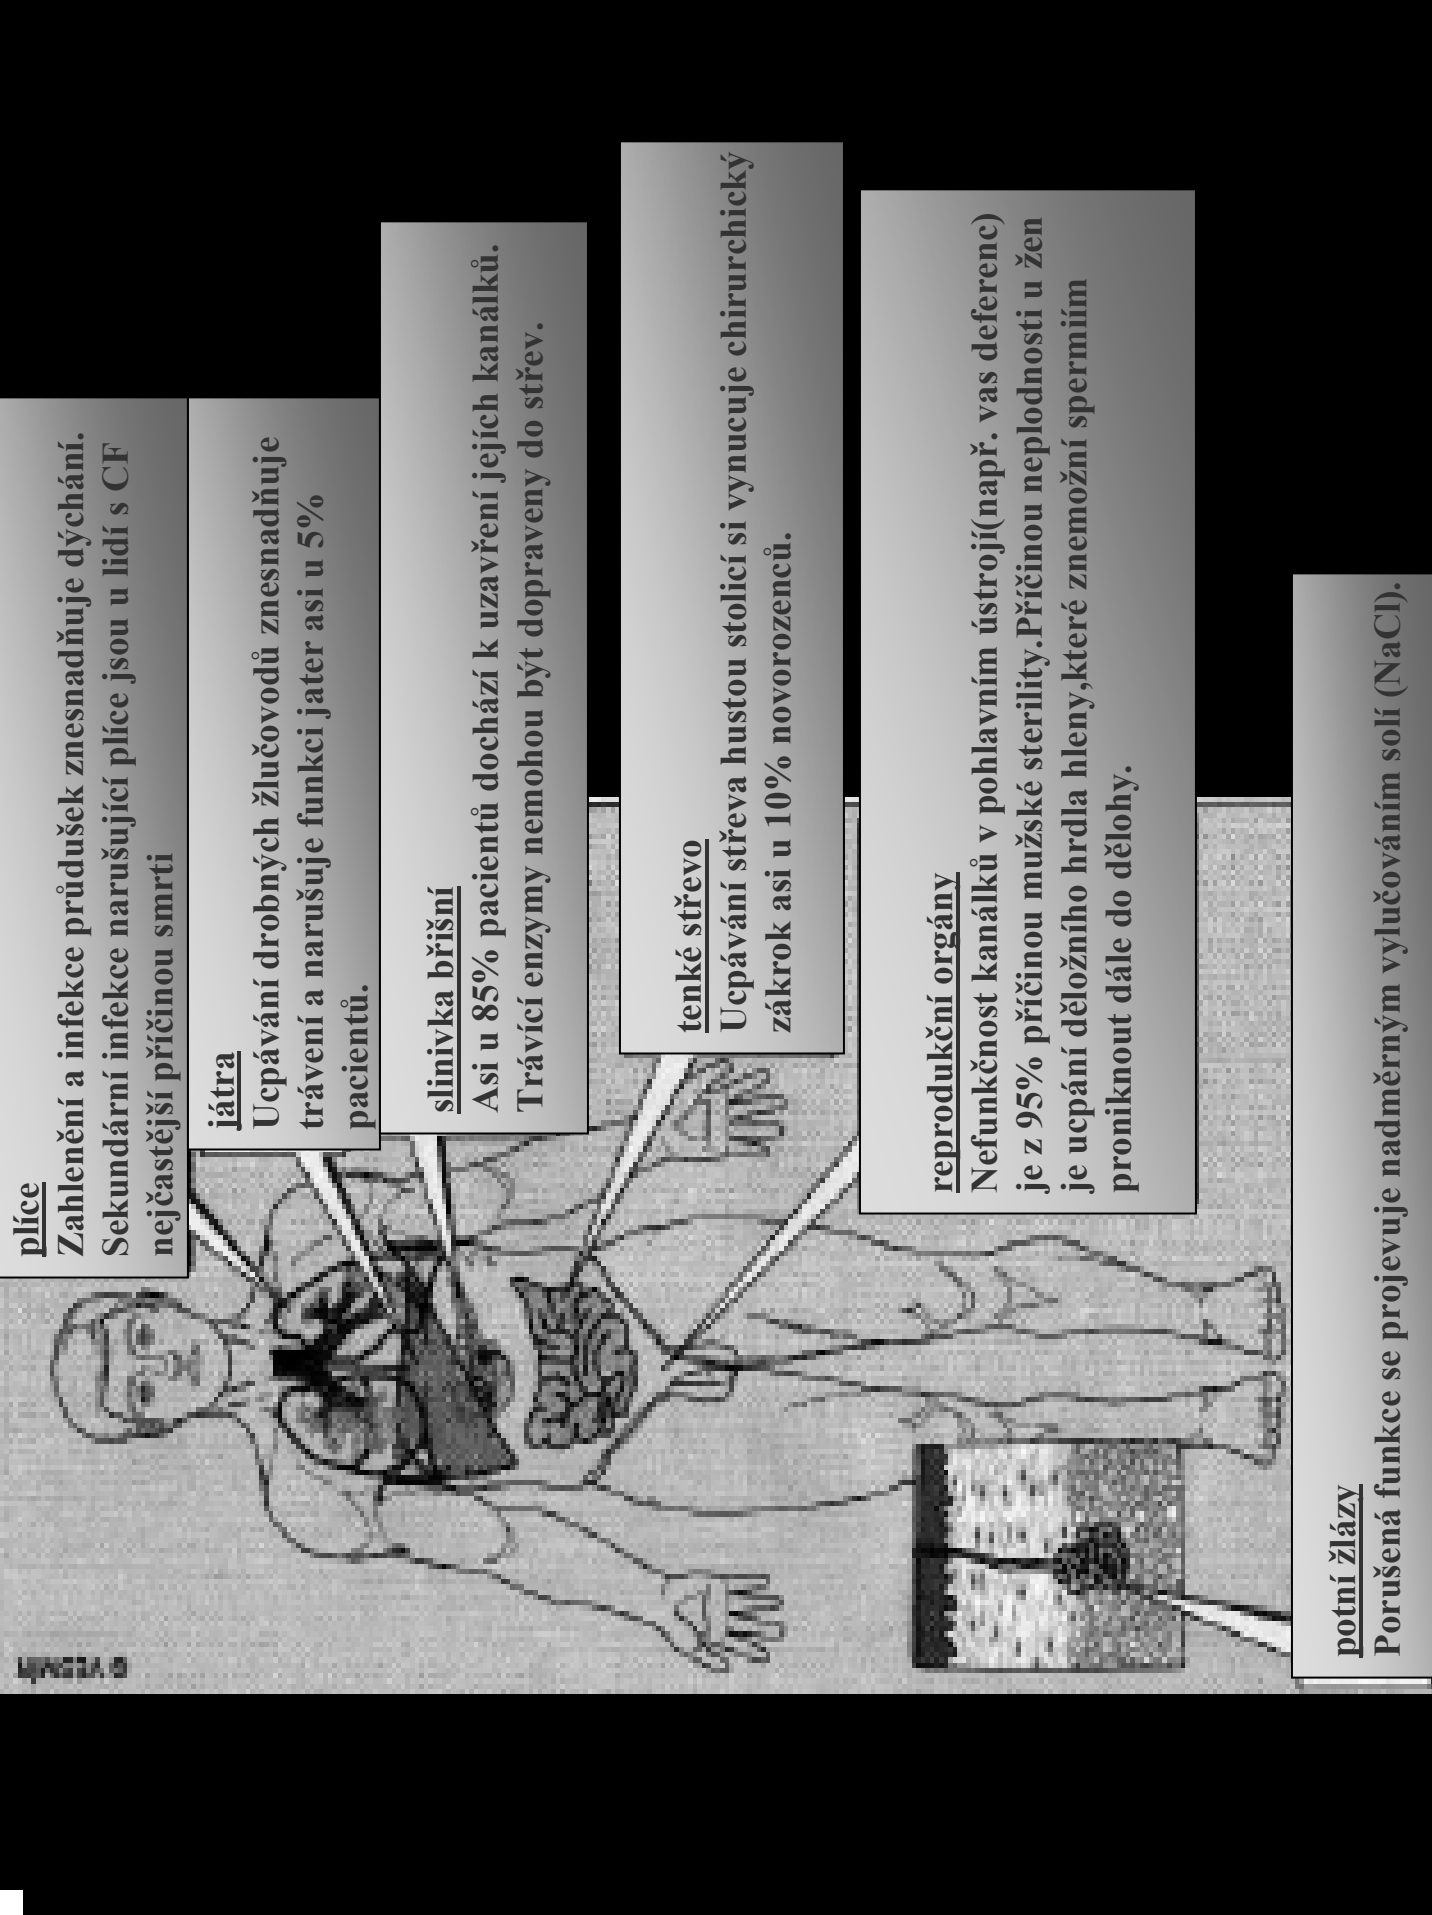 plíce
Zahlenění a infekce průdušek znesnadňuje dýchání.
Sekundární infekce narušující plíce jsou u lidí s CF
nejčastější příčinou smrti
játra
Ucpávání drobných žlučovodů znesnadňuje
trávení a narušuje funkci jater asi u 5%
pacientů.
slinivka břišní
Asi u 85% pacientů dochází k uzavření jejích kanálků.
Trávící enzymy nemohou být dopraveny do střev.
tenké střevo
Ucpávání střeva hustou stolicí si vynucuje chirurchický
zákrok asi u 10% novorozenců.
reprodukční orgány
Nefunkčnost kanálků v pohlavním ústrojí(např. vas deferenc)
je z 95% příčinou mužské sterility.Příčinou neplodnosti u žen
je ucpání děložního hrdla hleny,které znemožní spermiím
proniknout dále do dělohy.
potní žlázy
Porušená funkce se projevuje nadměrným vylučováním solí (NaCl).
© VESMÍR